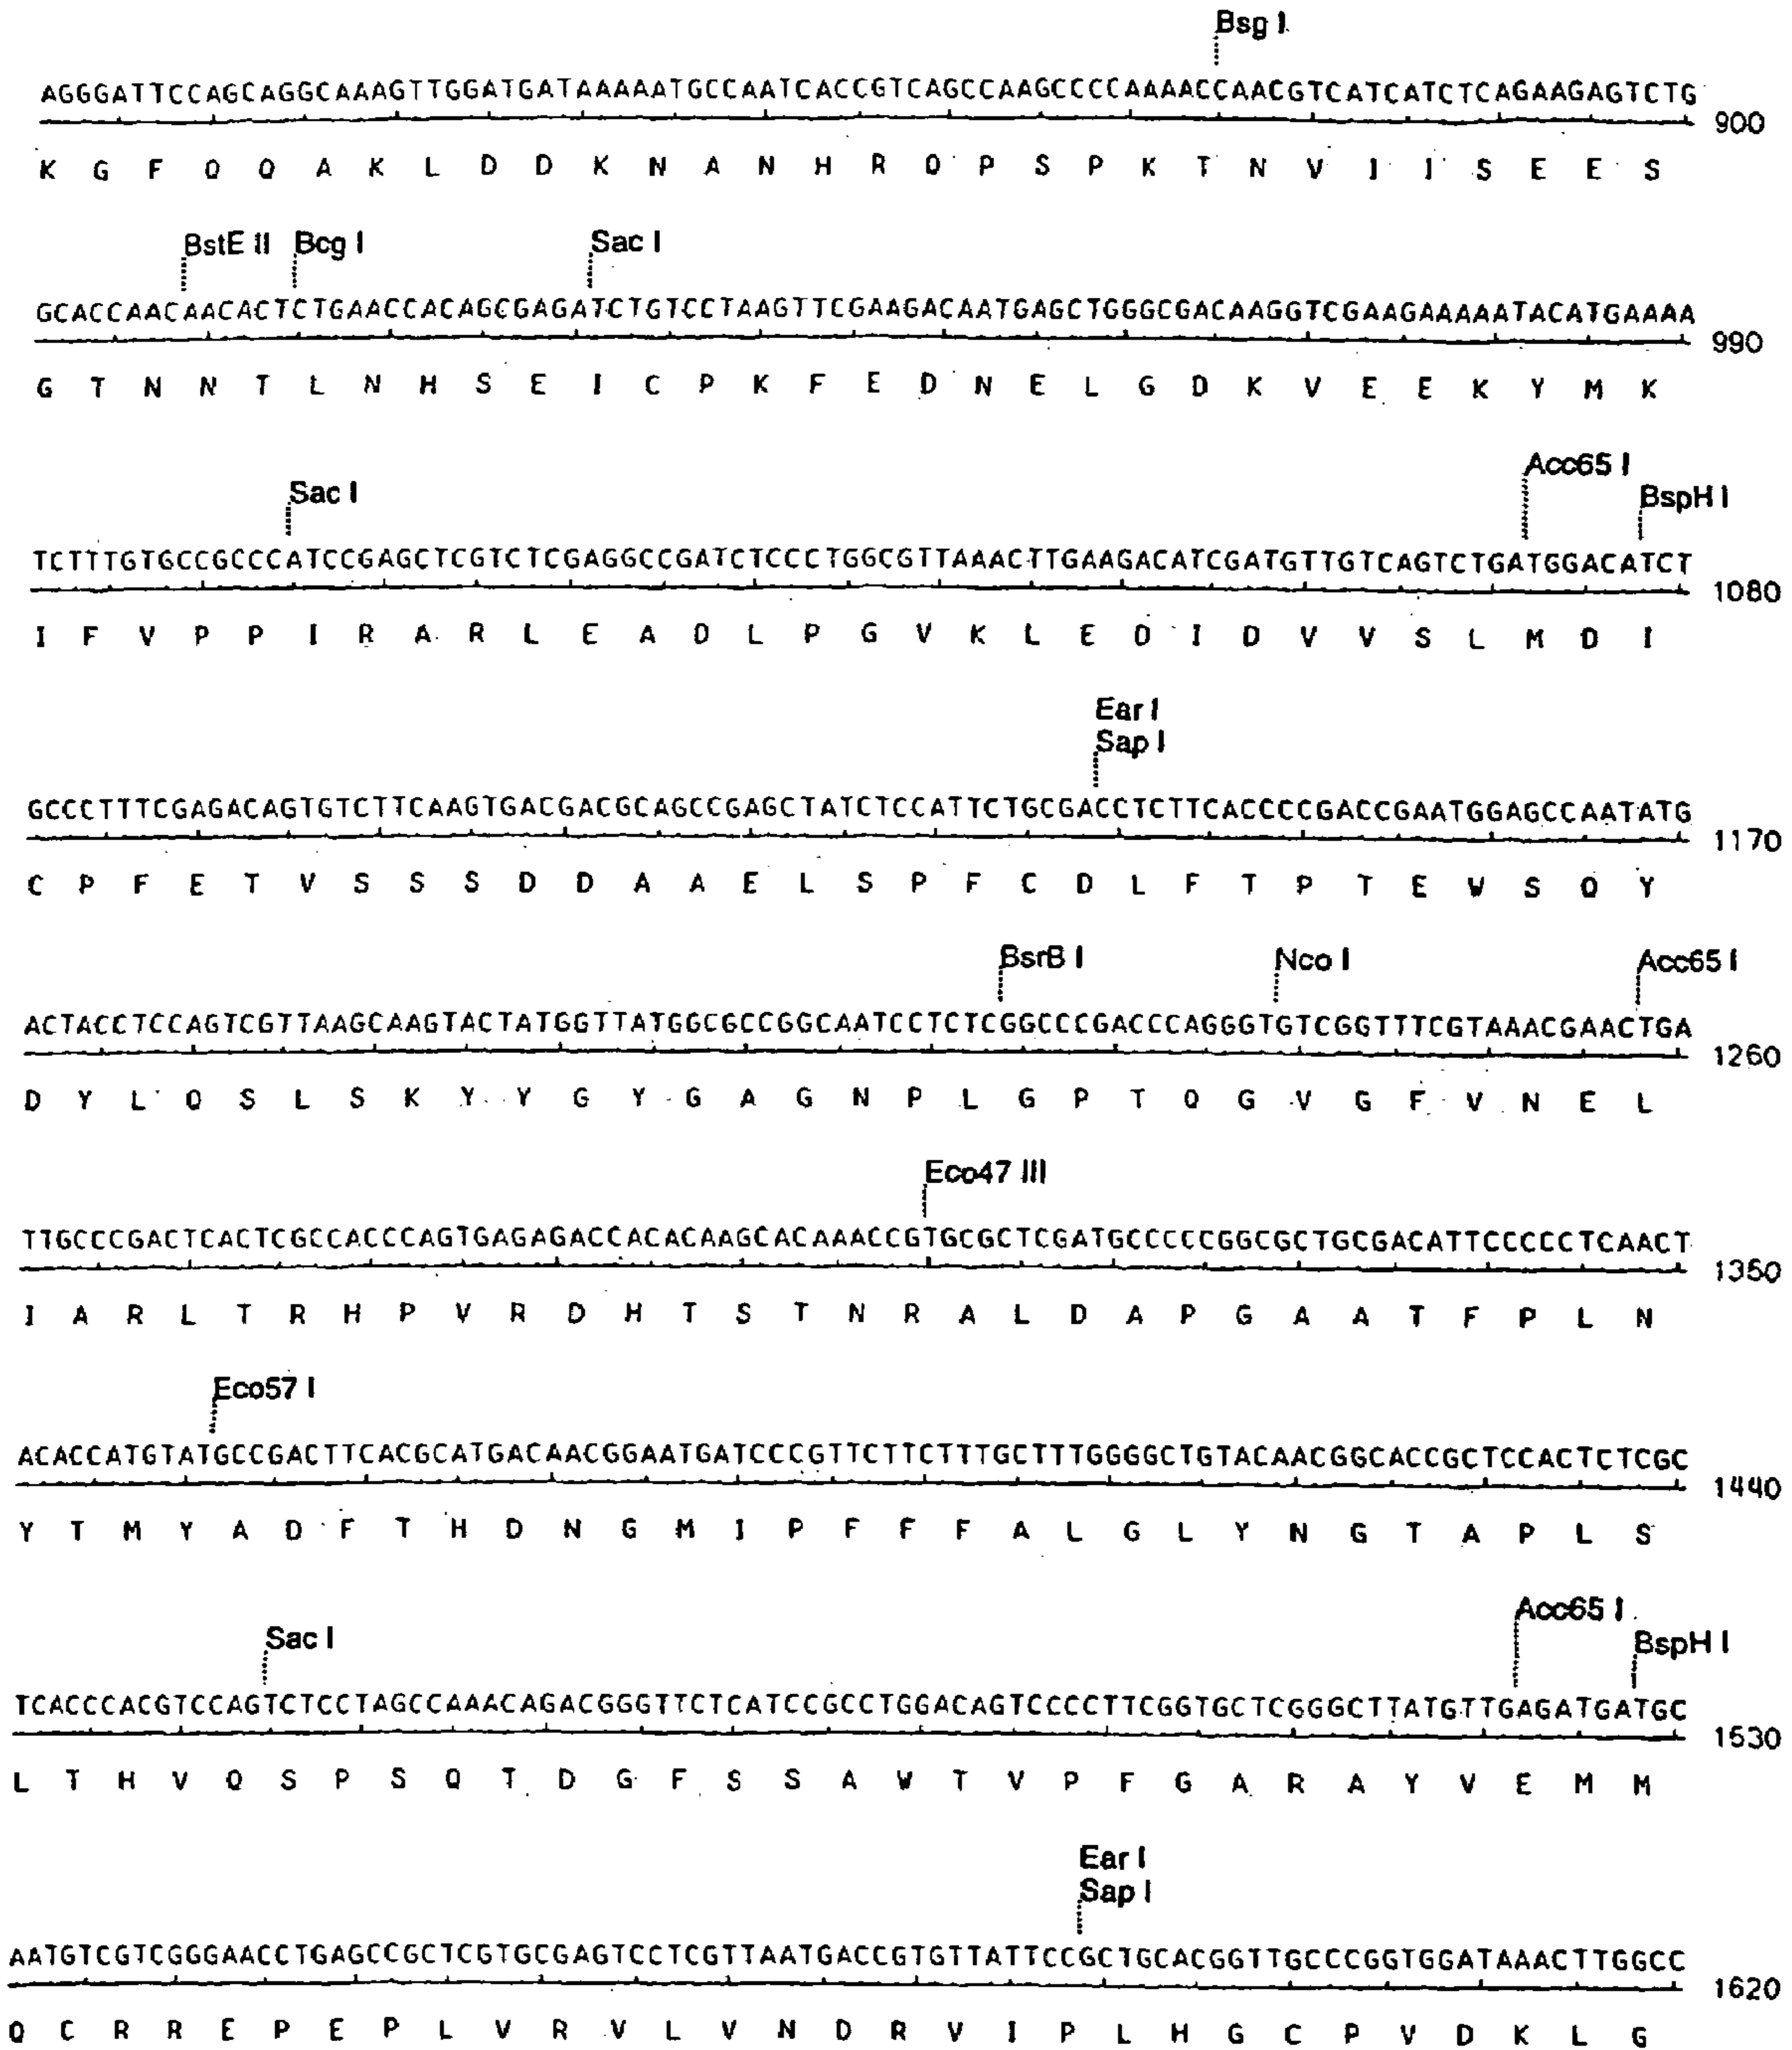 Bsg I
AGGGATTCCAGCAGGCAAAGTTGGATGATAAAAATGCCAATCACCGTCAGCCAAGCCCCAAAACCAACGTCATCATCTCAGAAGAGTCTG
900
K G F Q Q A K L D D K N A N H R Q P S P K T N V I I S E E S
BstE II Bcg I Sac I
GCACCAACAACACTCTGAACCACAGCGAGATCTGTCCTAAGTTCGAAGACAATGAGCTGGGCGACAAGGTCGAAGAAAAATACATGAAAA
990
G T N N T L N H S E I C P K F E D N E L G D K V E E K Y M K
Acc65 I
Sac I BspH I
TCTTTGTGCCGCCCATCCGAGCTCGTCTCGAGGCCGATCTCCCTGGCGTTAAACTTGAAGACATCGATGTTGTCAGTCTGATGGACATCT
1080
I F V P P I R A R L E A D L P G V K L E D I D V V S L M D I
Ear I
Sap I
GCCCTTTCGAGACAGTGTCTTCAAGTGACGACGCAGCCGAGCTATCTCCATTCTGCGACCTCTTCACCCCGACCGAATGGAGCCAATATG
1170
C P F E T V S S S D D A A E L S P F C D L F T P T E W S Q Y
BsrB I Nco I Acc65 I
ACTACCTCCAGTCGTTAAGCAAGTACTATGGTTATGGCGCCGGCAATCCTCTCGGCCCGACCCAGGGTGTCGGTTTCGTAAACGAACTGA
1260
D Y L Q S L S K Y Y G Y G A G N P L G P T Q G V G F V N E L
Eco47 III
TTGCCCGACTCACTCGCCACCCAGTGAGAGACCACACAAGCACAAACCGTGCGCTCGATGCCCCCGGCGCTGCGACATTCCCCCTCAACT
1350
I A R L T R H P V R D H T S T N R A L D A P G A A T F P L N
Eco57 I
ACACCATGTATGCCGACTTCACGCATGACAACGGAATGATCCCGTTCTTCTTTGCTTTGGGGCTGTACAACGGCACCGCTCCACTCTCGC
1440
Y T M Y A D F T H D N G M I P F F F A L G L Y N G T A P L S
Acc65 I
Sac I BspH I
TCACCCACGTCCAGTCTCCTAGCCAAACAGACGGGTTCTCATCCGCCTGGACAGTCCCCTTCGGTGCTCGGGCTTATGTTGAGATGATGC
1530
L T H V Q S P S Q T D G F S S A W T V P F G A R A Y V E M M
Ear I
Sap I
AATGTCGTCGGGAACCTGAGCCGCTCGTGCGAGTCCTCGTTAATGACCGTGTTATTCCGCTGCACGGTTGCCCGGTGGATAAACTTGGCC
1620
Q C R R E P E P L V R V L V N D R V I P L H G C P V D K L G